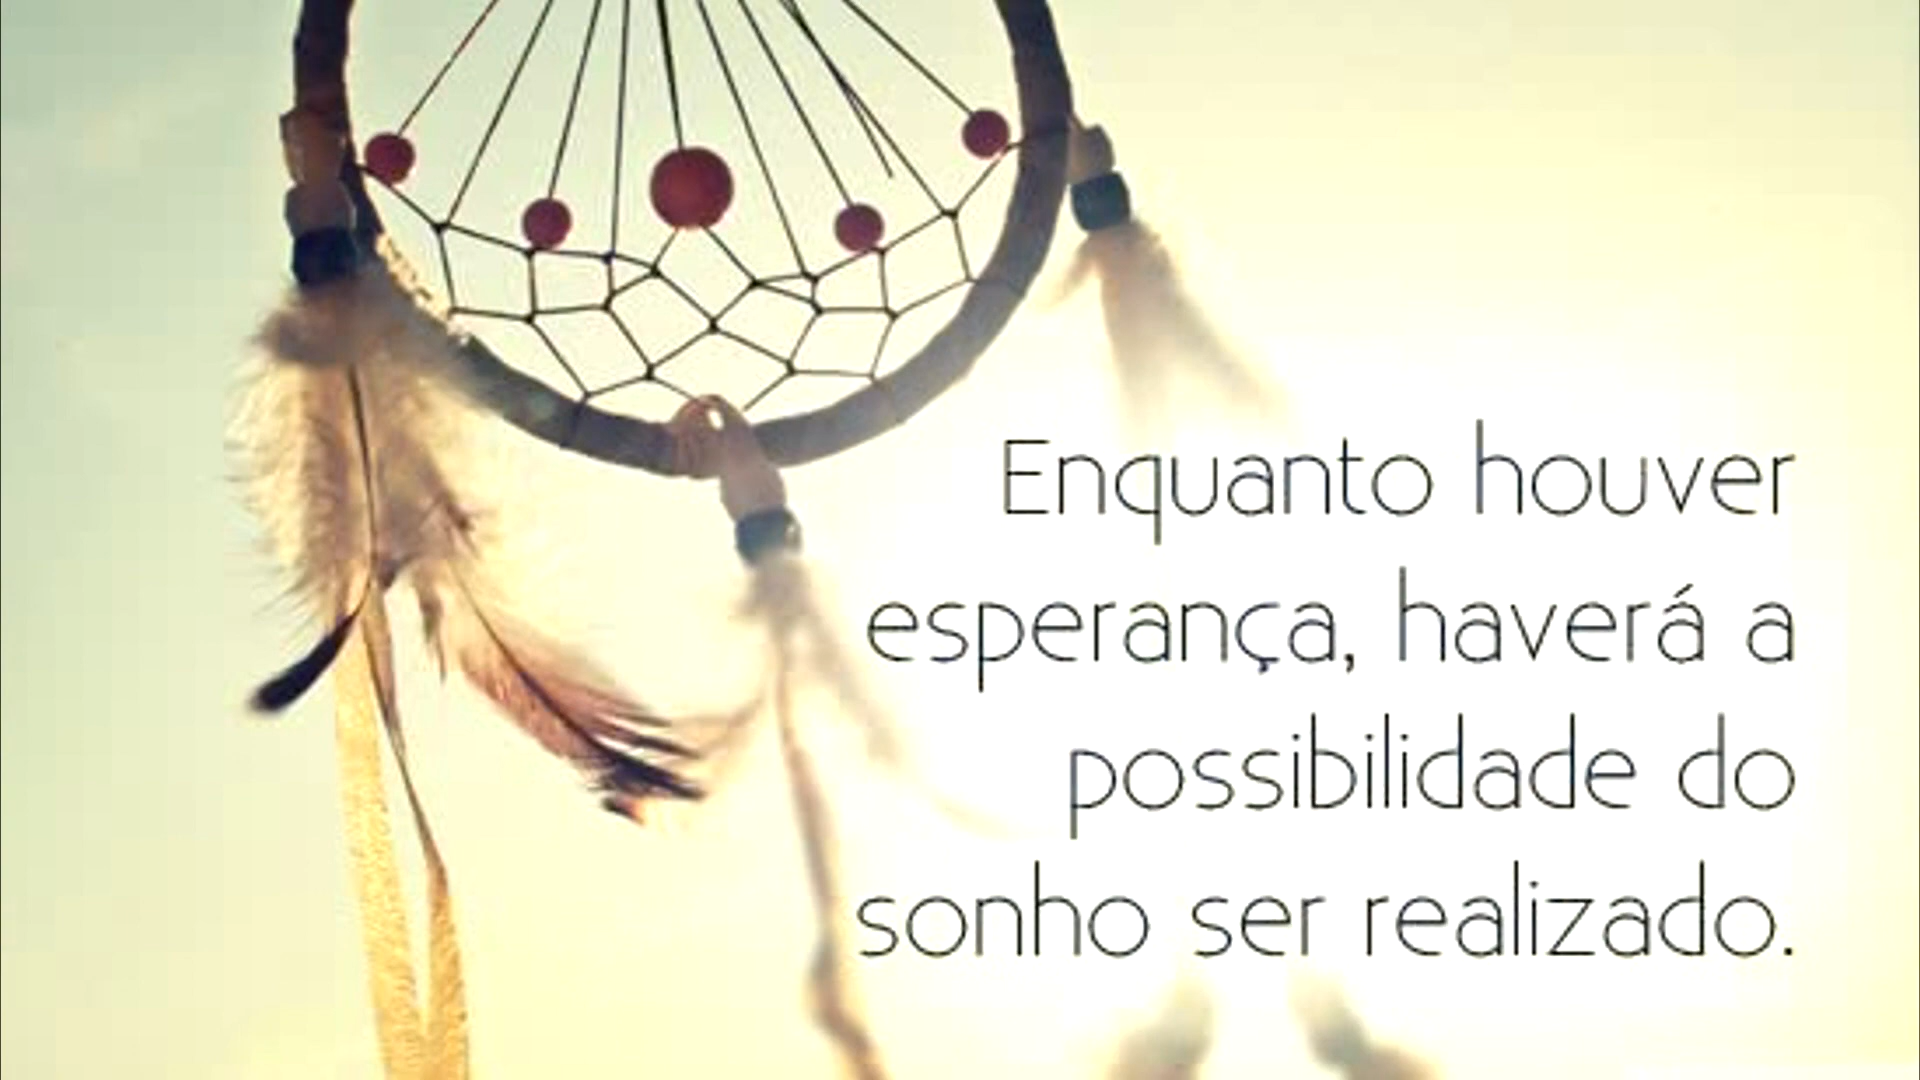 Enquanto houver
esperança, haverá a
possibilidade do
sonho ser realizado.